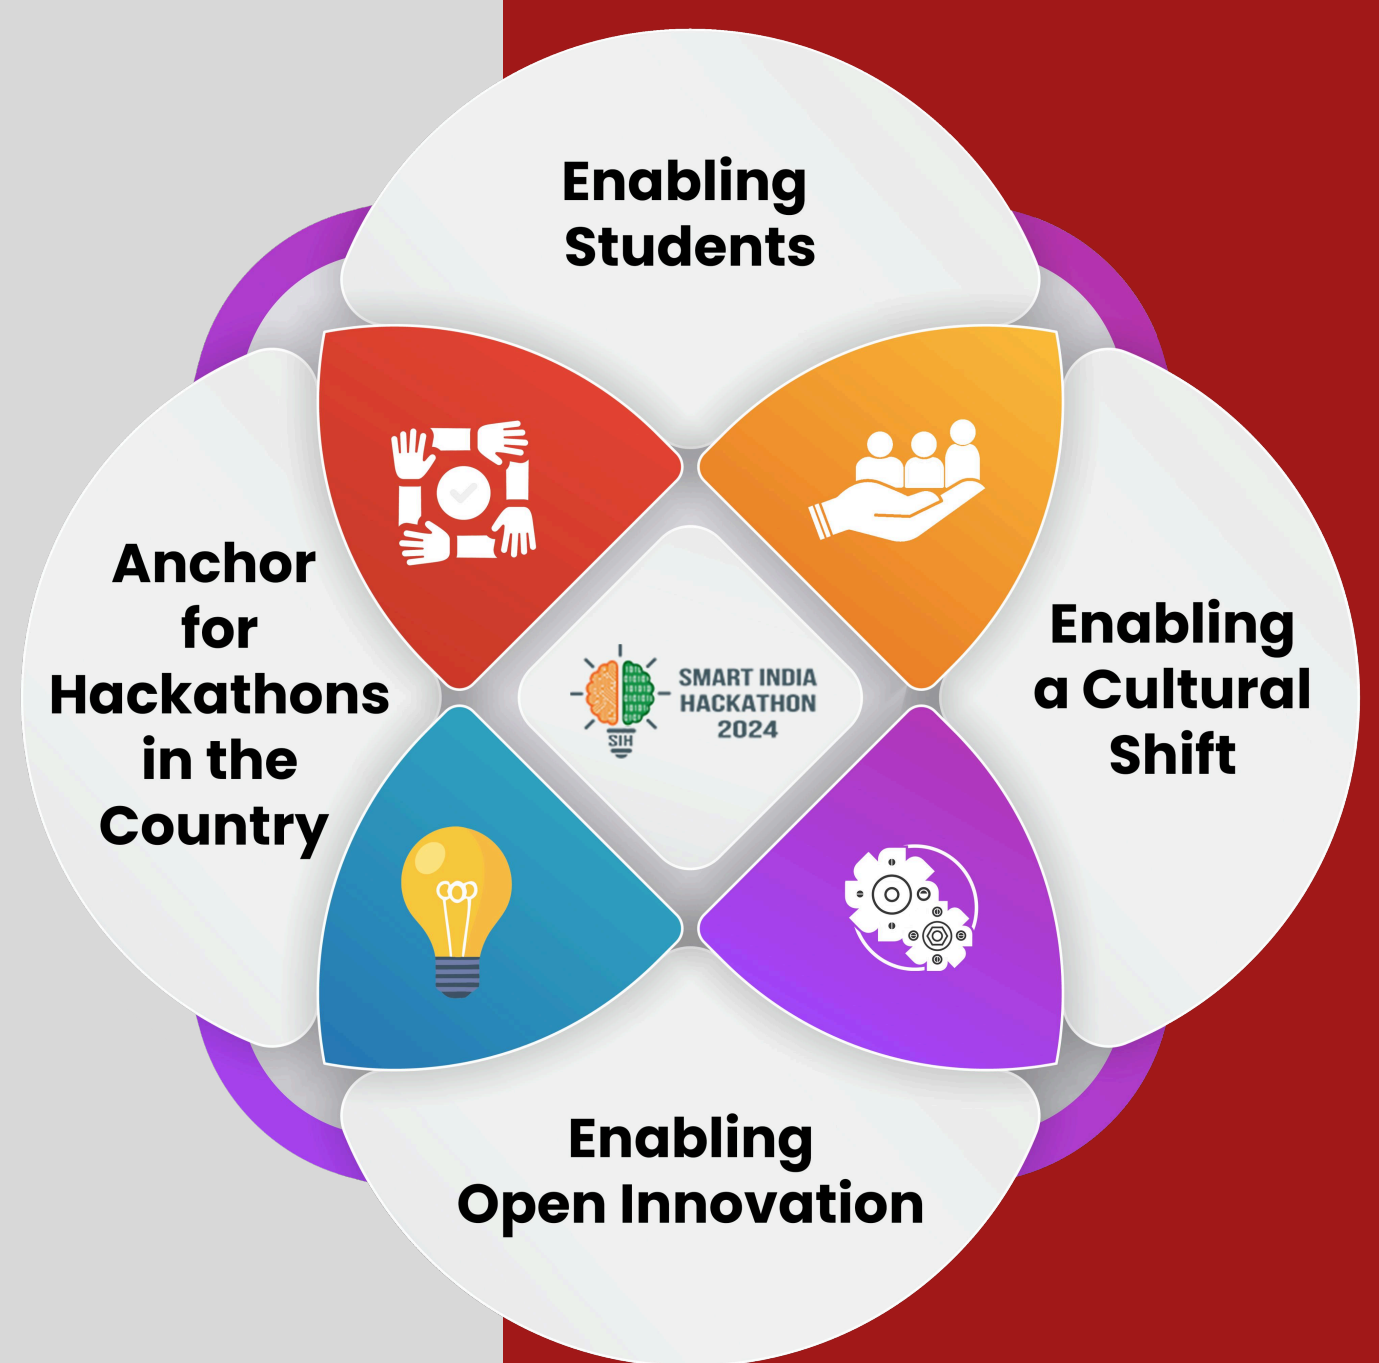 Enabling
Students
Anchor
for
Hackathons
in the
Country
SMART INDIA
HACKATHON
2024
SIH
Enabling
a Cultural
Shift
Enabling
Open Innovation